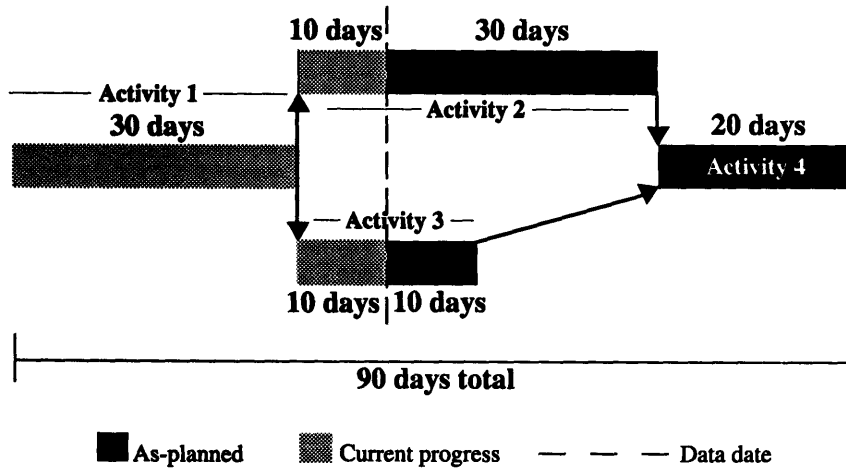 10 days 30 days
Activity 1
Activity 2
30 days
20 days
Activity 4
Activity 3
10 days 10 days
90 days total
As-planned Current progress Data date